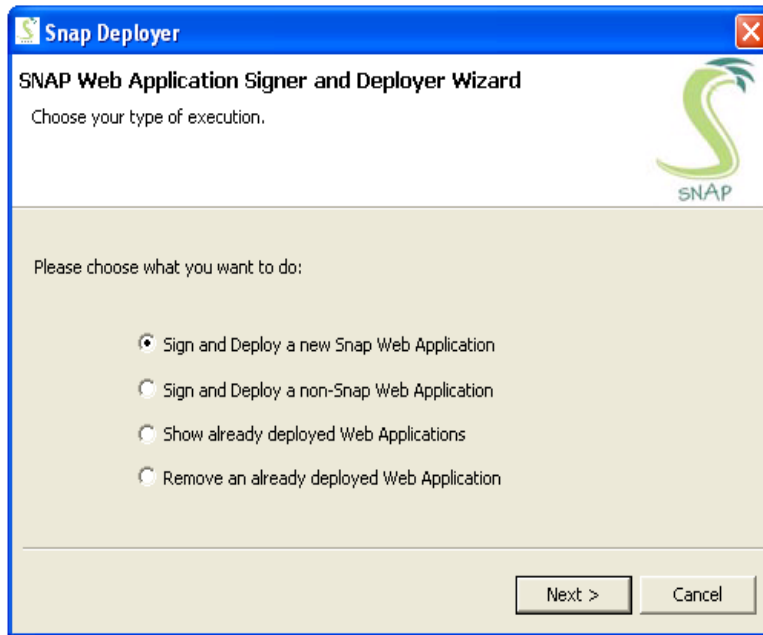 Snap Deployer
SNAP Web Application Signer and Deployer Wizard
Choose your type of execution.
SNAP
Please choose what you want to do:
Sign and Deploy a new Snap Web Application
Sign and Deploy a non-Snap Web Application
Show already deployed Web Applications
Remove an already deployed Web Application
Next >
Cancel